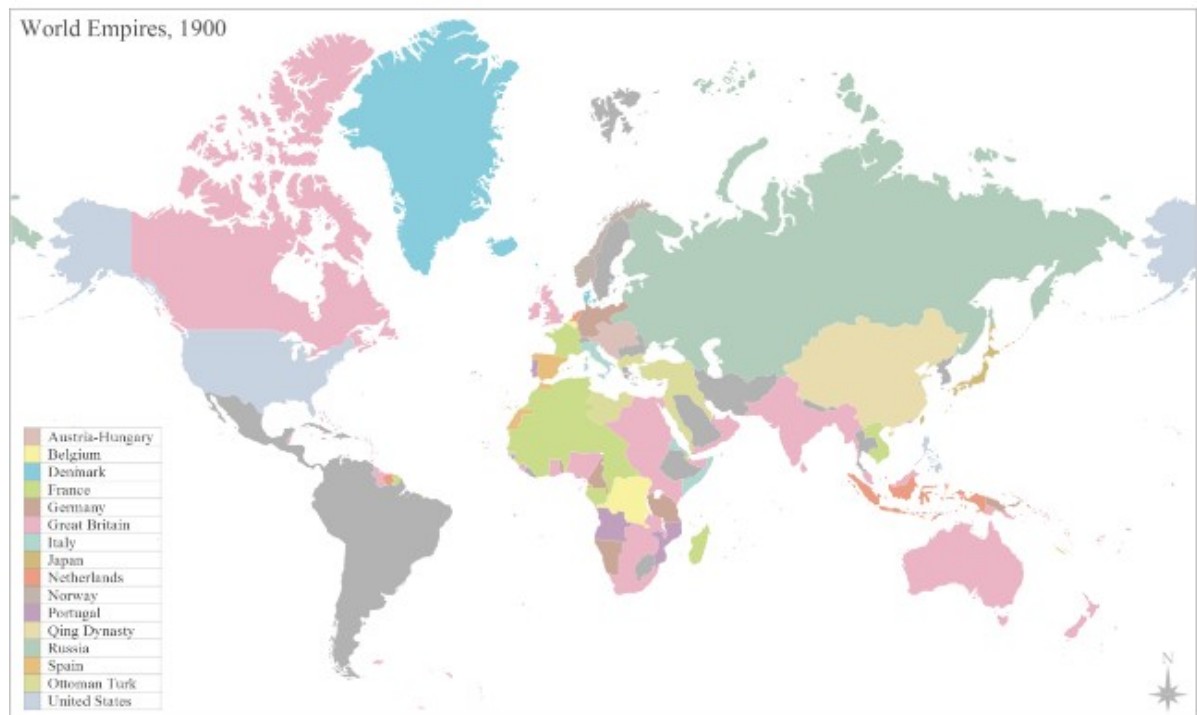 World Empires, 1900
Austria-Hungary
Belgium
Denmark
France
Germany
Great Britain
Italy
Japan
Netherlands
Norway
Portugal
Qing Dynasty
Russia
Spain
Ottoman Turk
United States
N